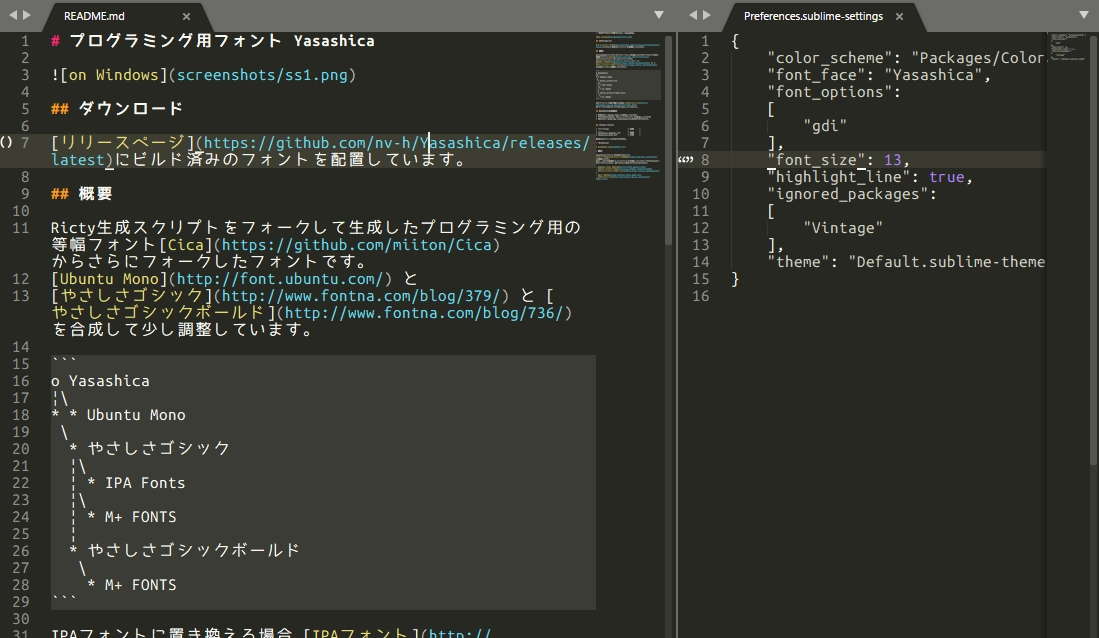 README.md
1 # プログラミング用フォント Yasashica
2
3 ![on Windows](screenshots/ss1.png)
4
5 ## ダウンロード
6
7 [リリースページ](https://github.com/nv-h/Yasashica/releases/
latest)にビルド済みのフォントを配置しています。
8
9 ## 概要
10
11 Ricty生成スクリプトをフォークして生成したプログラミング用の
等幅フォント[Cica](https://github.com/miiton/Cica)
からさらにフォークしたフォントです。
12 [Ubuntu Mono](http://font.ubuntu.com/) と
13 [やさしさゴシック](http://www.fontna.com/blog/379/) と [
やさしさゴシックボールド](http://www.fontna.com/blog/736/)
を合成して少し調整しています。
14
15 ```
16 o Yasashica
17 ¦\
18 * * Ubuntu Mono
19 \
20 * やさしさゴシック
21 ¦\
22 ¦ * IPA Fonts
23 ¦\
24 ¦ * M+ FONTS
25 ¦
26 * やさしさゴシックボールド
27 \
28 * M+ FONTS
29 ```
30
31 IPAフォントに置き換える場合 [IPAフォント](http://
Preferences.sublime-settings
1 {
2 "color_scheme": "Packages/Color
3 "font_face": "Yasashica",
4 "font_options":
5 [
6 "gdi"
7 ],
8 "font_size": 13,
9 "highlight_line": true,
10 "ignored_packages":
11 [
12 "Vintage"
13 ],
14 "theme": "Default.sublime-theme
15 }
16